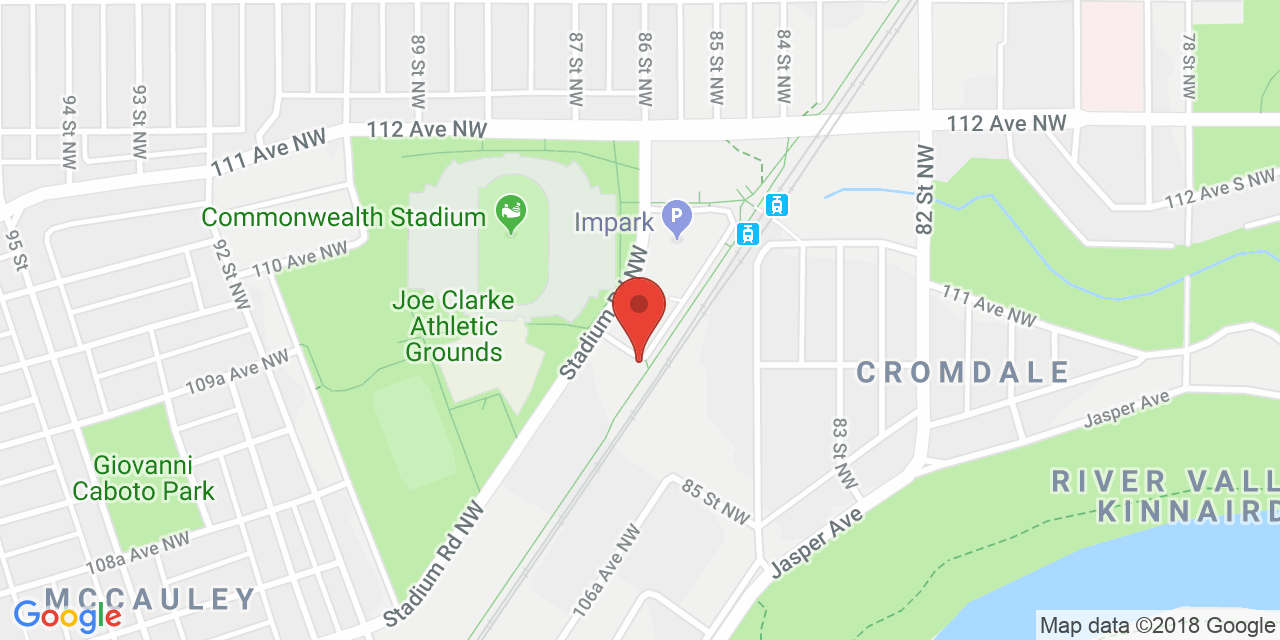 89 St NW
87 St NW
86 St NW
85 St NW
84 St NW
78 St NW
94 St NW
93 St NW
111 Ave NW
112 Ave NW
112 Ave NW
82 St NW
112 Ave S NW
Commonwealth Stadium
Impark
P
95 St
92 St NW
110 Ave NW
Joe Clarke
Athletic
Grounds
Stadium Rd NW
111 Ave NW
109a Ave NW
CROMDALE
Jasper Ave
83 St NW
Giovanni
Caboto Park
85 St NW
RIVER VALL
KINNAIRD
108a Ave NW
Stadium Rd NW
106a Ave NW
Jasper Ave
MCCAULEY
Google
Map data ©2018 Google